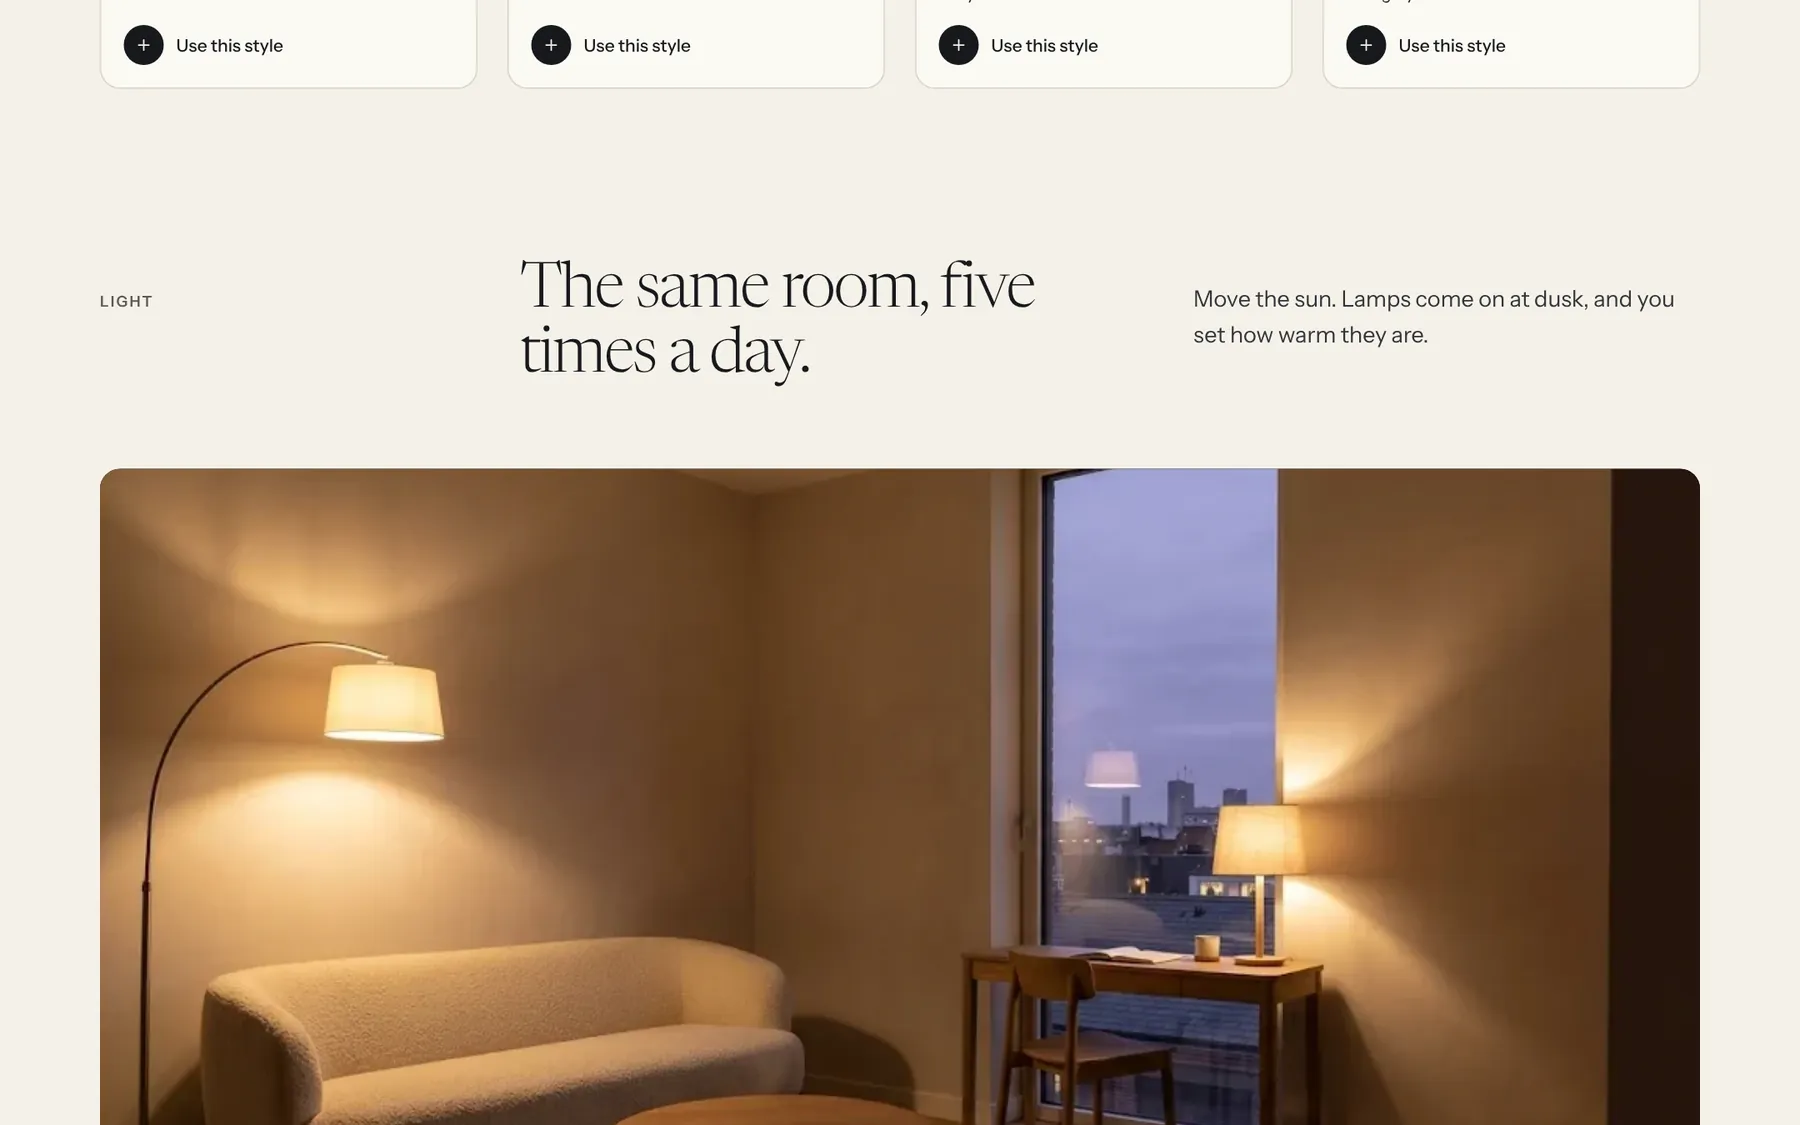 Use this style
Use this style
Use this style
Use this style
LIGHT
The same room, five
times a day.
Move the sun. Lamps come on at dusk, and you
set how warm they are.